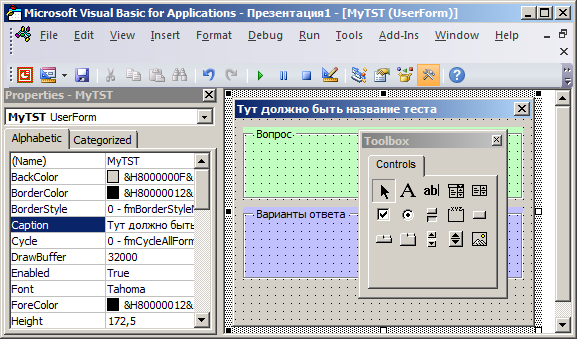 Microsoft Visual Basic for Applications - Презентация1 - [MyTST (UserForm)]
File Edit View Insert Format Debug Run Tools Add-Ins Window Help
Properties - MyTST
MyTST UserForm
Alphabetic Categorized
(Name) MyTST
BackColor &H8000000F&
BorderColor &H80000012&
BorderStyle 0 - fmBorderStyleN
Caption Тут должно быть
Cycle 0 - fmCycleAllForm
DrawBuffer 32000
Enabled True
Font Tahoma
ForeColor &H80000012&
Height 172,5
Тут должно быть название теста
Вопрос
Варианты ответа
Toolbox
Controls
A ab|
xyz